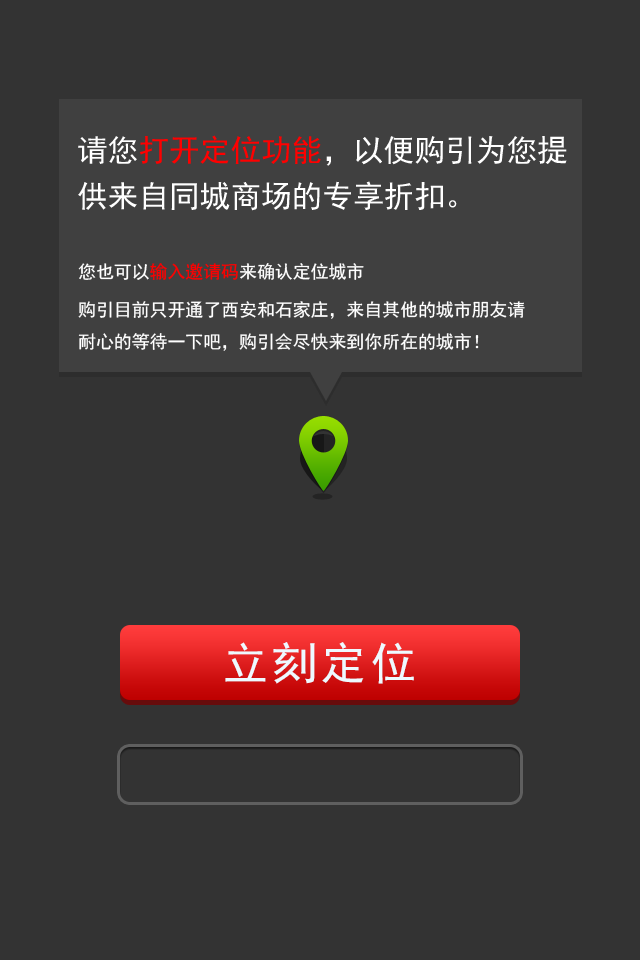 请您打开定位功能，以便购引为您提
供来自同城商场的专享折扣。
您也可以输入邀请码来确认定位城市
购引目前只开通了西安和石家庄，来自其他的城市朋友请
耐心的等待一下吧，购引会尽快来到你所在的城市！
立刻定位